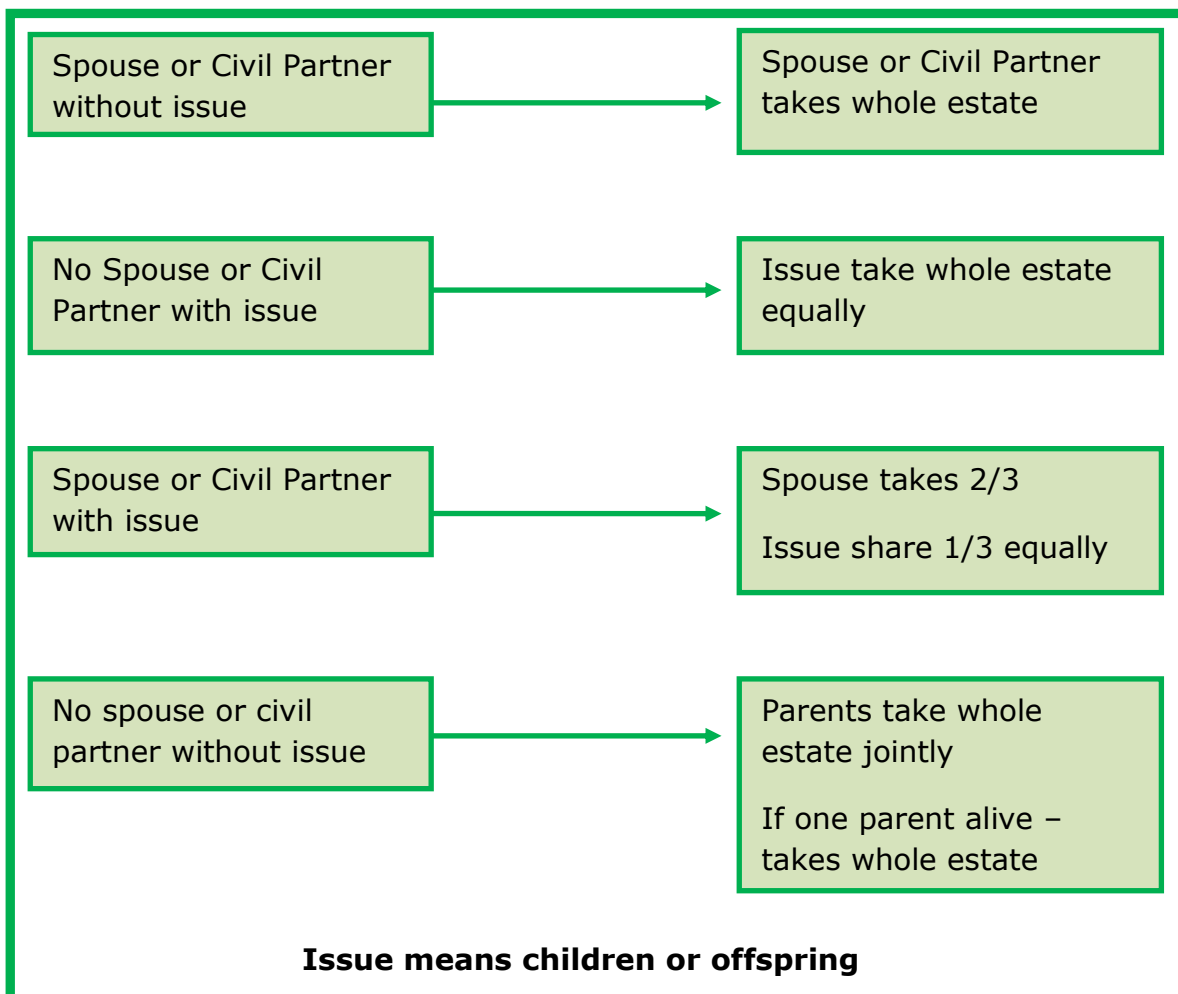 Spouse or Civil Partner
without issue
Spouse or Civil Partner
takes whole estate
No Spouse or Civil
Partner with issue
Issue take whole estate
equally
Spouse or Civil Partner
with issue
Spouse takes 2/3
Issue share 1/3 equally
No spouse or civil
partner without issue
Parents take whole
estate jointly
If one parent alive –
takes whole estate
Issue means children or offspring